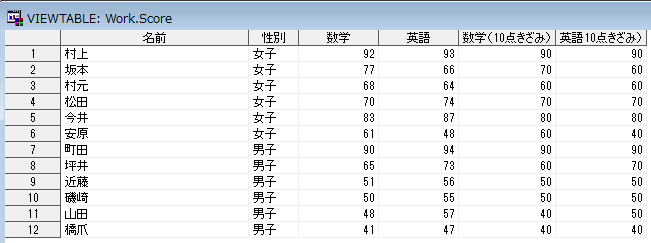 VIEWTABLE: Work.Score
名前 性別 数学 英語 数学(10点きざみ) 英語10点きざみ)
1 村上 女子 92 93 90 90
2 坂本 女子 77 66 70 60
3 村元 女子 68 64 60 60
4 松田 女子 70 74 70 70
5 今井 女子 83 87 80 80
6 安原 女子 61 48 60 40
7 町田 男子 90 94 90 90
8 坪井 男子 65 73 60 70
9 近藤 男子 51 56 50 50
10 磯崎 男子 50 55 50 50
11 山田 男子 48 57 40 50
12 橋爪 男子 41 47 40 40